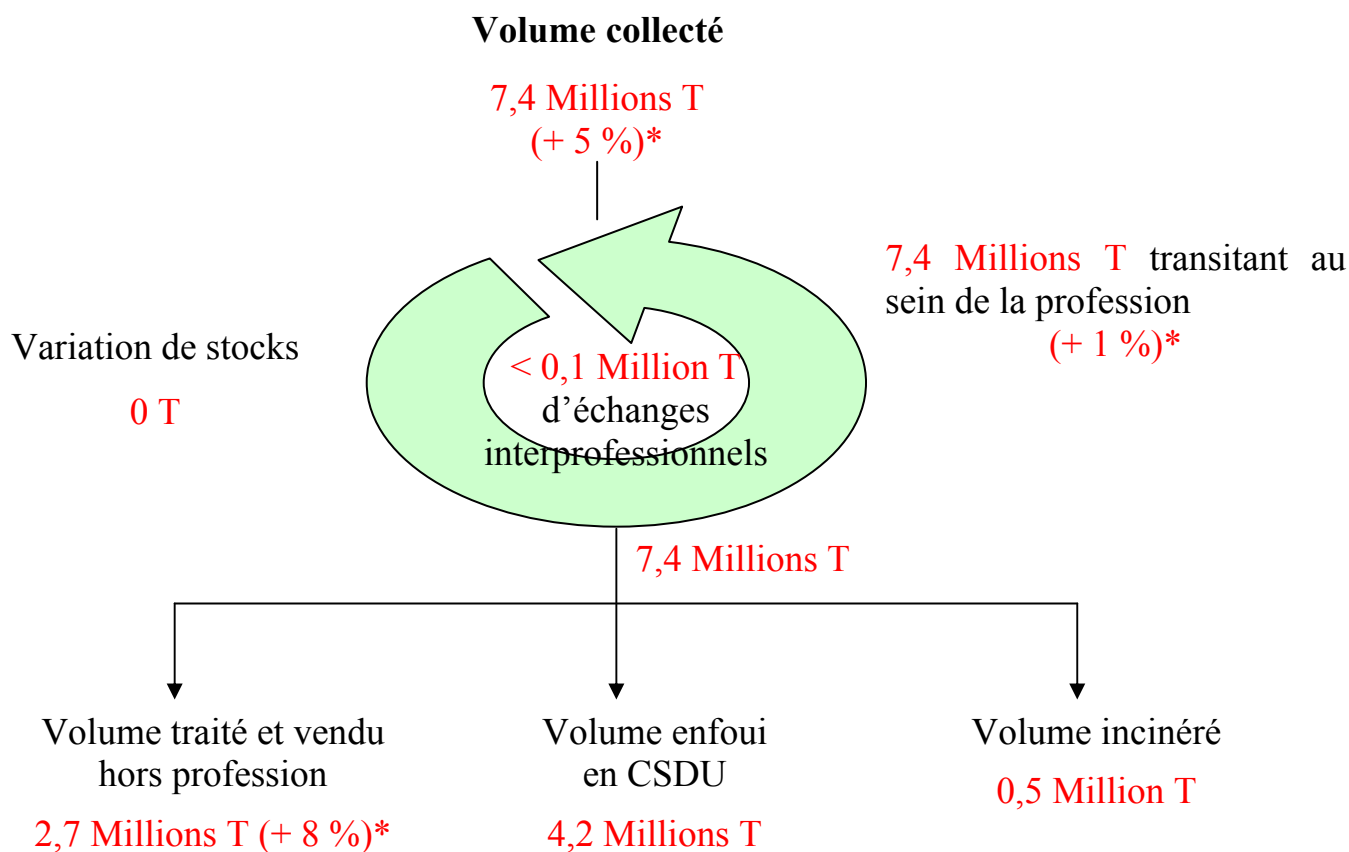 Volume collecté
7,4 Millions T
(+ 5 %)*
7,4 Millions T transitant au
sein de la profession
(+ 1 %)*
Variation de stocks
0 T
< 0,1 Million T
d’échanges
interprofessionnels
7,4 Millions T
Volume traité et vendu
hors profession
2,7 Millions T (+ 8 %)*
Volume enfoui
en CSDU
4,2 Millions T
Volume incinéré
0,5 Million T